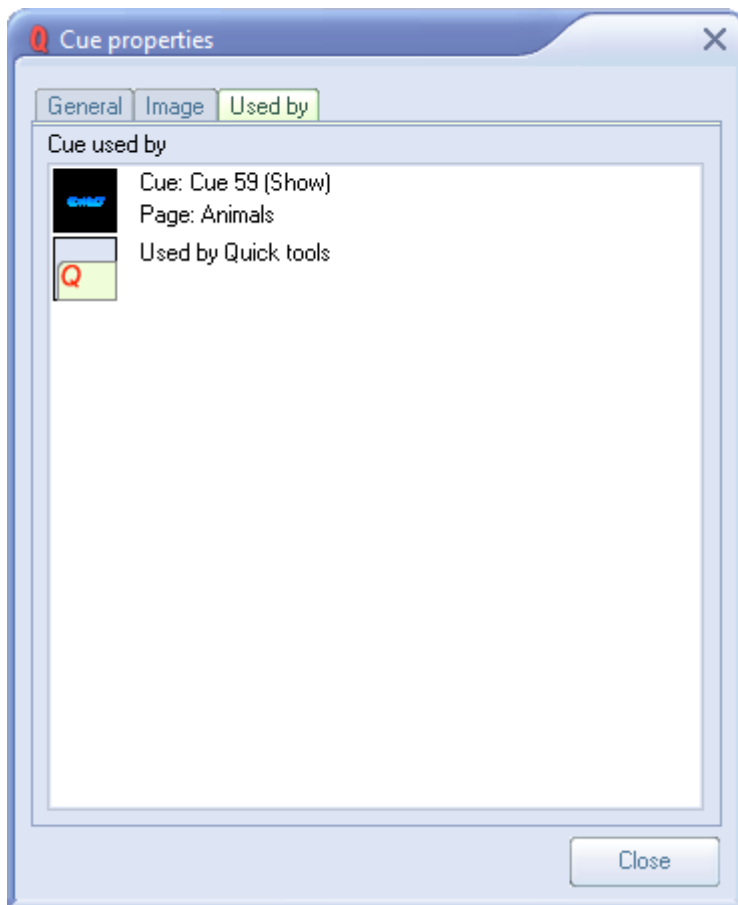 Q Cue properties
General Image Used by
Cue used by
Cue: Cue 59 (Show)
Page: Animals
Used by Quick tools
Q
Close